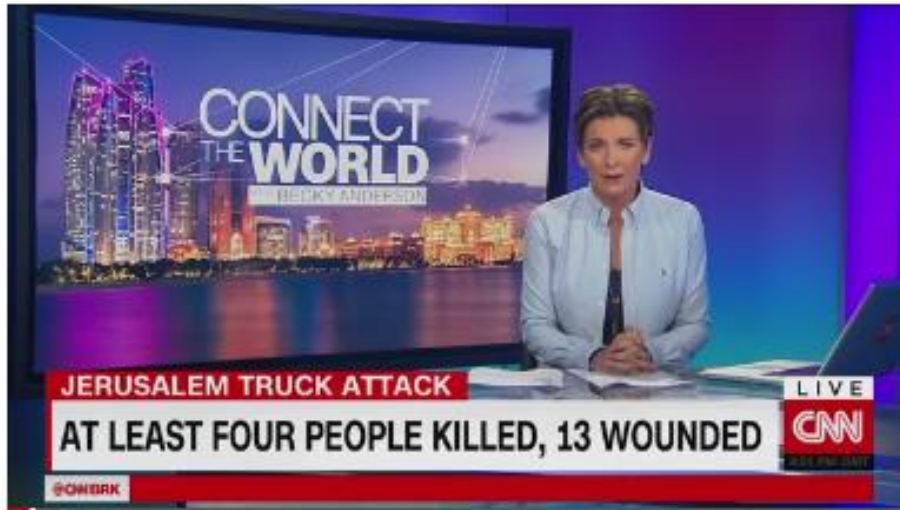 CONNECT
THE WORLD
BECKY ANDERSON
JERUSALEM TRUCK ATTACK
AT LEAST FOUR PEOPLE KILLED, 13 WOUNDED
LIVE
CNN
@CNNBRK